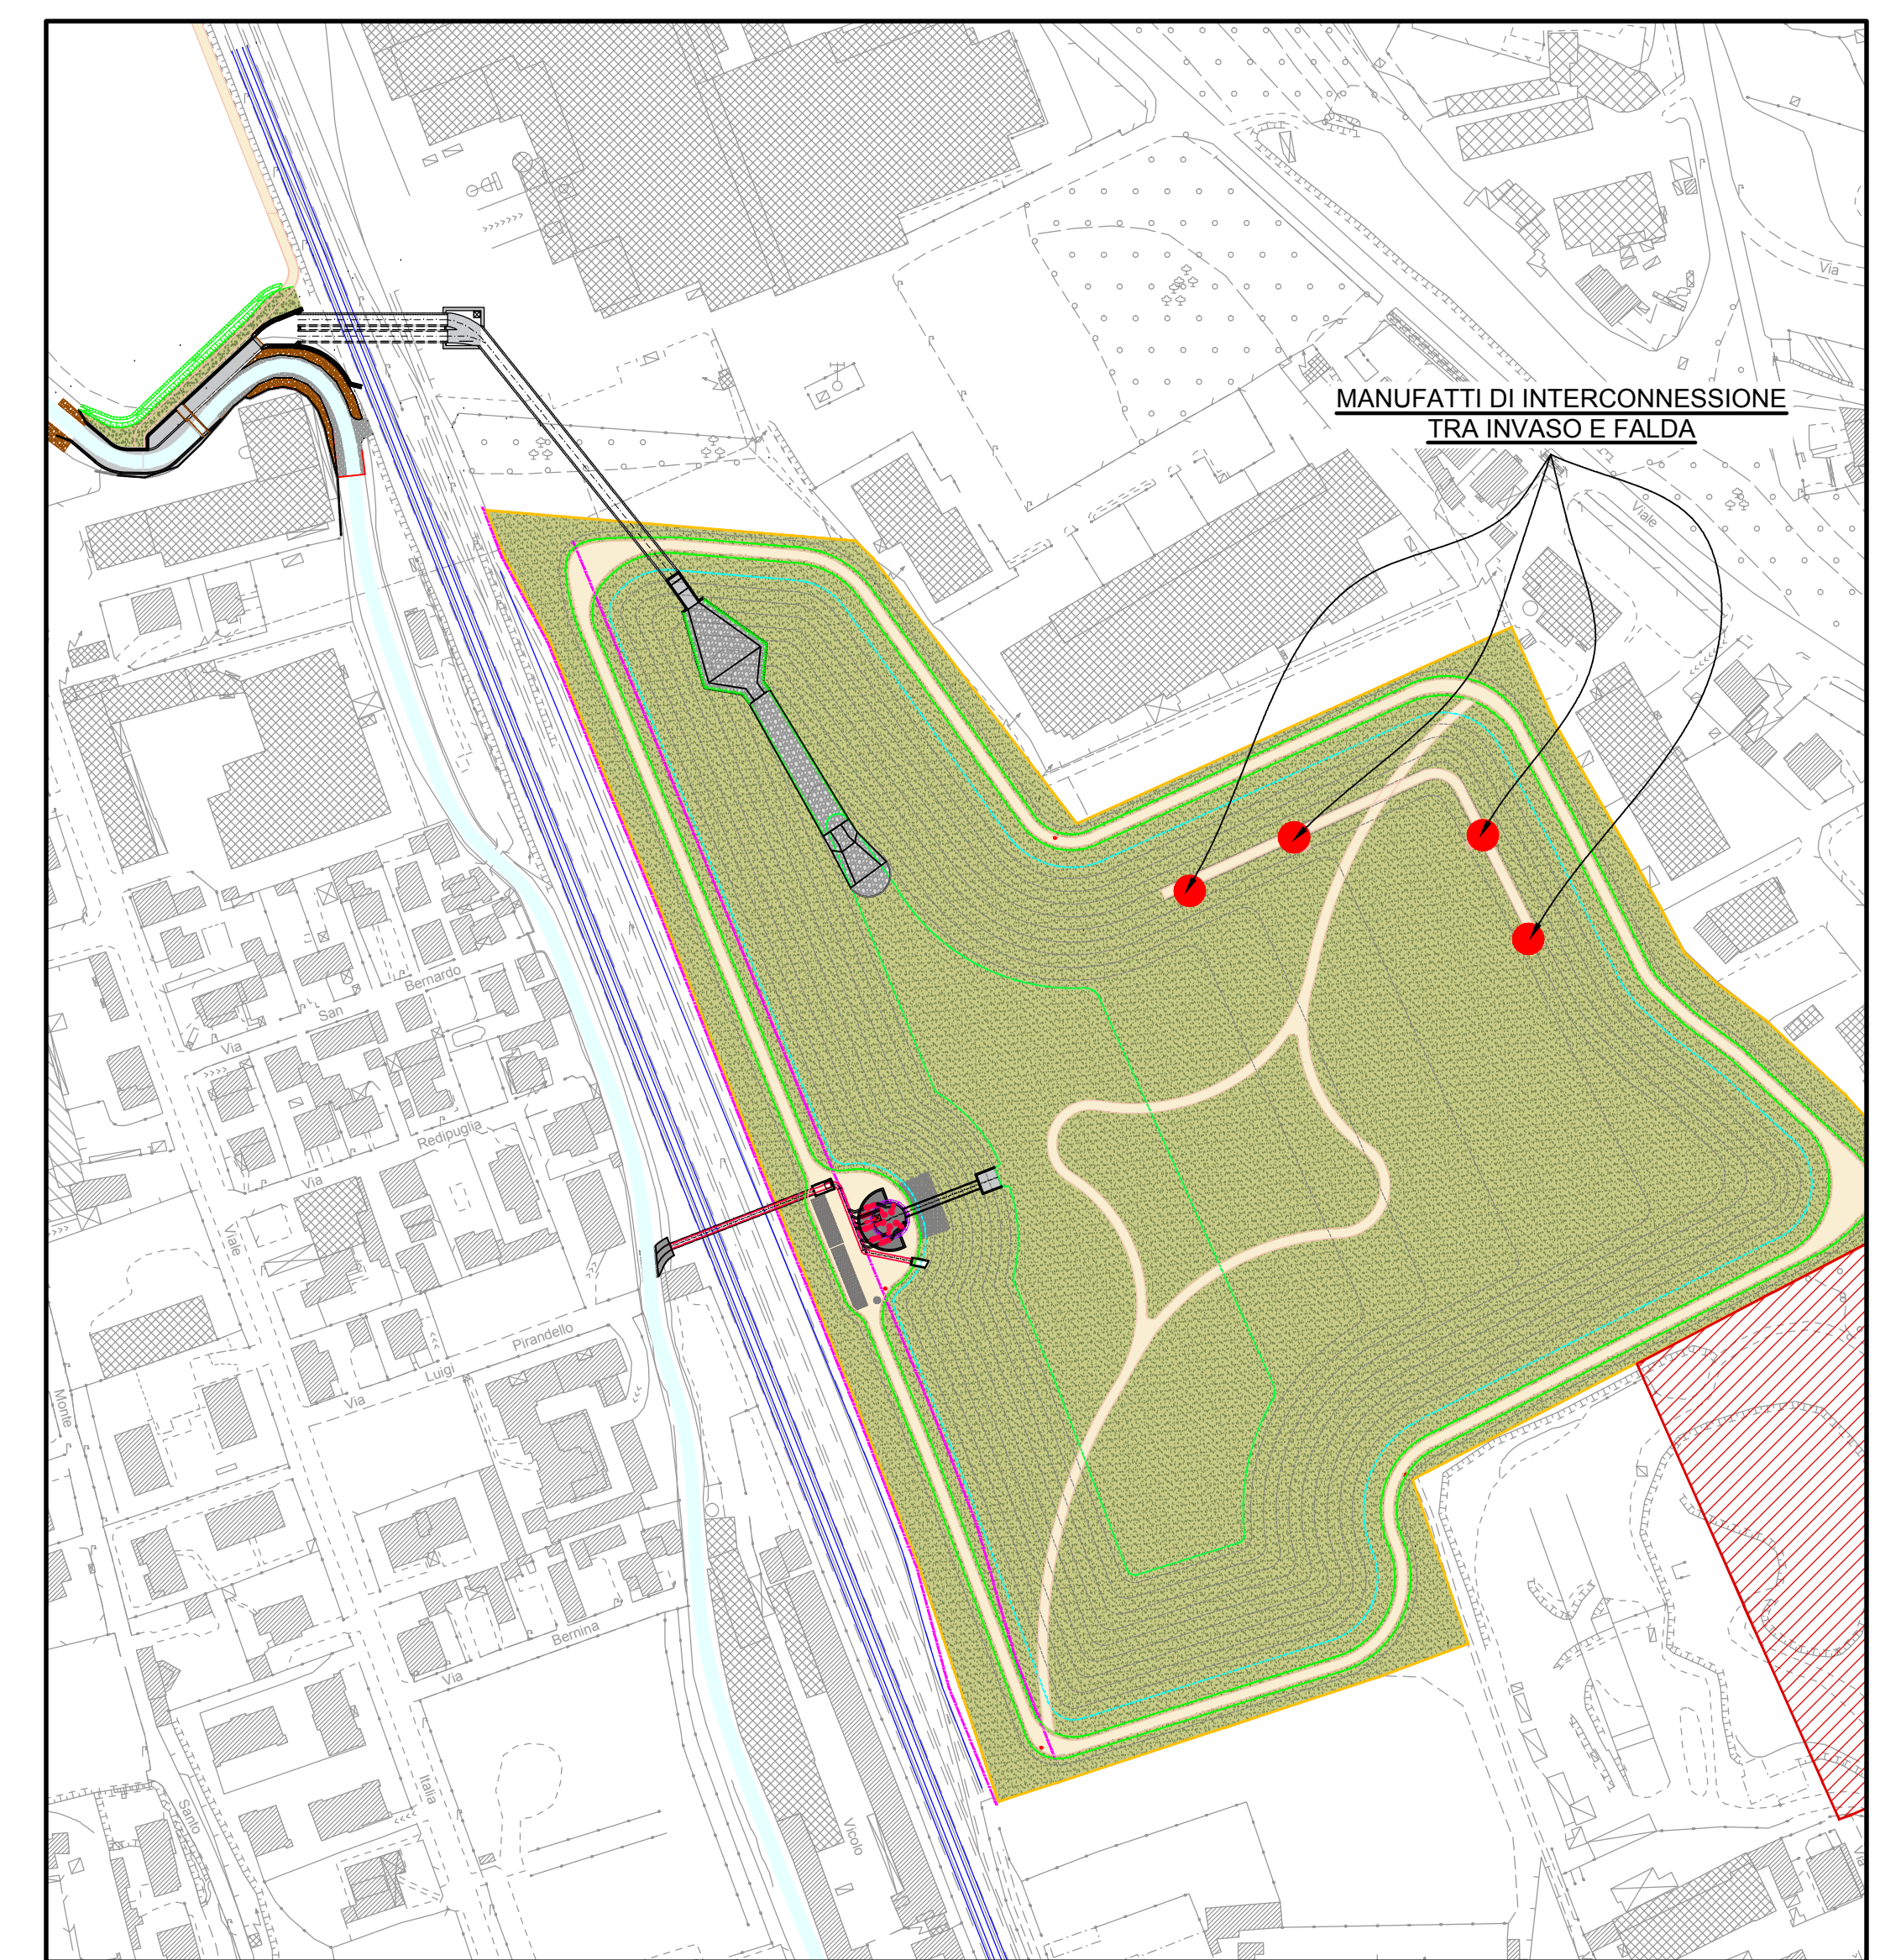 MANUFATTI DI INTERCONNESSIONE
TRA INVASO E FALDA
Via
Viale
Bernardo
San
Via
Redipuglia
Via
Viale
Pirandello
Luigi
Via
Monte
Bernina
Via
Italia
Santo
Vicolo
Via